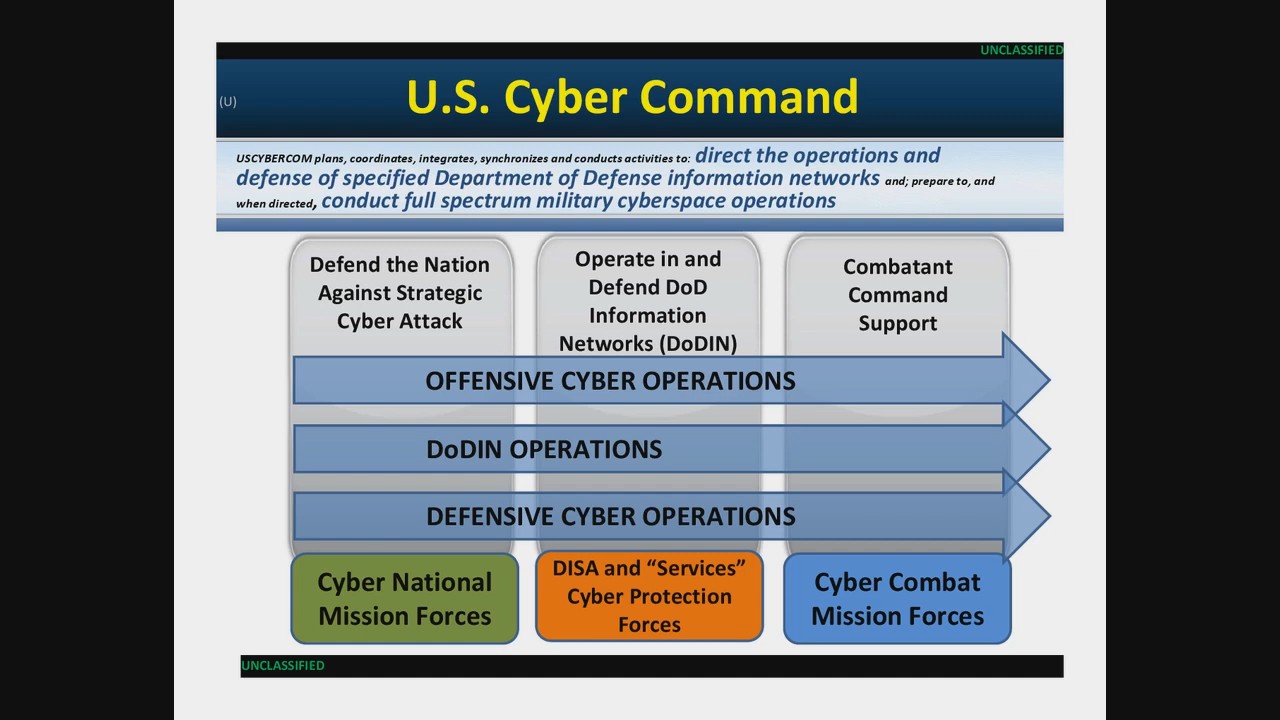 UNCLASSIFIED
(U)
U.S. Cyber Command
USCYBERCOM plans, coordinates, integrates, synchronizes and conducts activities to: direct the operations and
defense of specified Department of Defense information networks and; prepare to, and
when directed, conduct full spectrum military cyberspace operations
Defend the Nation
Against Strategic
Cyber Attack
Operate in and
Defend DoD
Information
Networks (DoDIN)
Combatant
Command
Support
OFFENSIVE CYBER OPERATIONS
DoDIN OPERATIONS
DEFENSIVE CYBER OPERATIONS
Cyber National
Mission Forces
DISA and “Services”
Cyber Protection
Forces
Cyber Combat
Mission Forces
UNCLASSIFIED